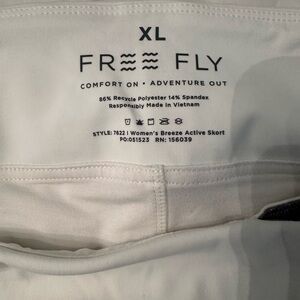 XL
FREE FLY
COMFORT ON • ADVENTURE OUT
86% Recycle Polyester 14% Spandex
Responsibly Made in Vietnam
STYLE: 7622 | Women's Breeze Active Skort
PO:051523 RN: 156039